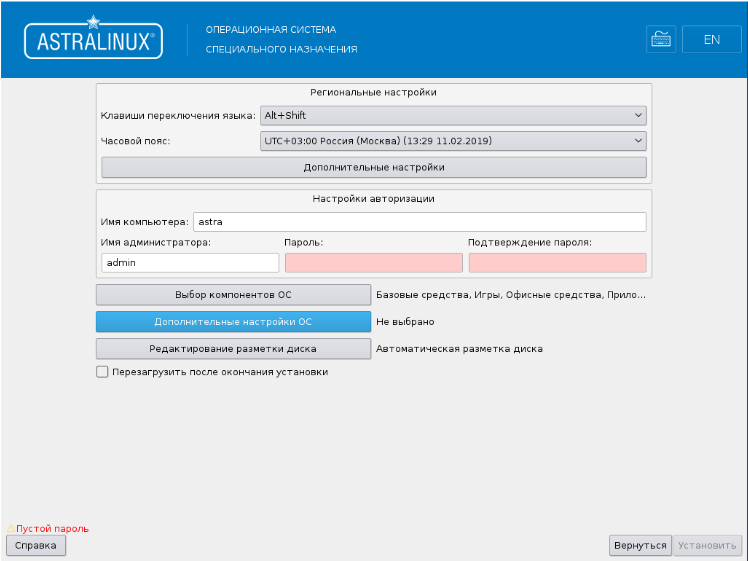 ASTRALINUX®
ОПЕРАЦИОННАЯ СИСТЕМА
СПЕЦИАЛЬНОГО НАЗНАЧЕНИЯ
EN
Региональные настройки
Клавиши переключения языка: Alt+Shift
Часовой пояс: UTC+03:00 Россия (Москва) (13:29 11.02.2019)
Дополнительные настройки
Настройки авторизации
Имя компьютера: astra
Имя администратора: Пароль: Подтверждение пароля:
admin
Выбор компонентов ОС Базовые средства, Игры, Офисные средства, Прило...
Дополнительные настройки ОС Не выбрано
Редактирование разметки диска Автоматическая разметка диска
Перезагрузить после окончания установки
Пустой пароль
Справка Вернуться Установить